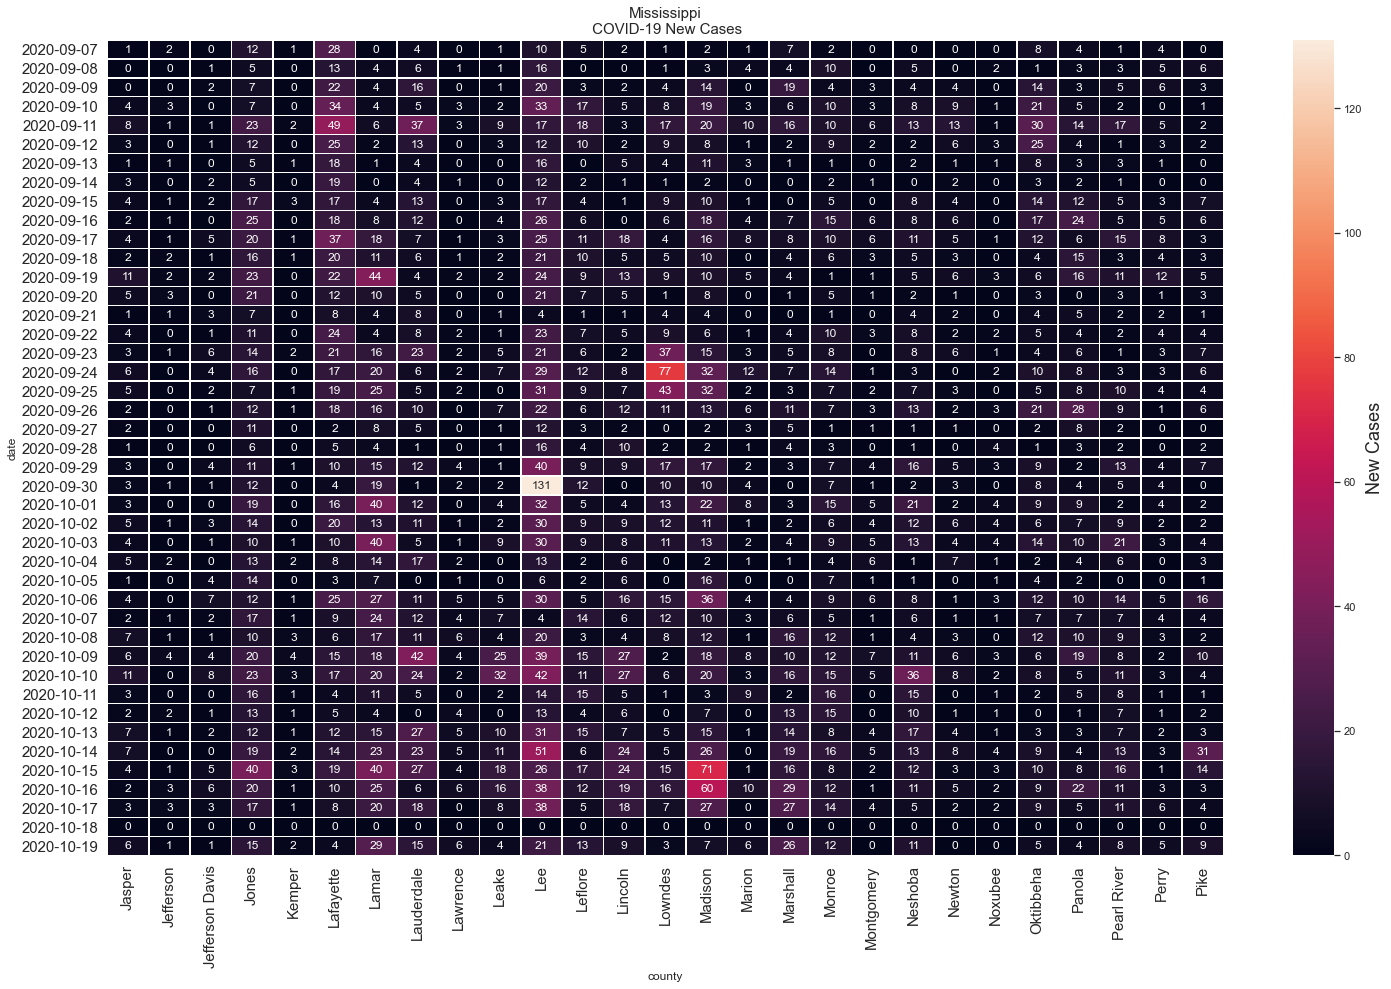 Mississippi
COVID-19 New Cases
2020-09-07 1 2 0 12 1 28 0 4 0 1 10 5 2 1 2 1 7 2 0 0 0 0 8 4 1 4 0
2020-09-08 0 0 1 5 0 13 4 6 1 1 16 0 0 1 3 4 4 10 0 5 0 2 1 3 3 5 6
2020-09-09 0 0 2 7 0 22 4 16 0 1 20 3 2 4 14 0 19 4 3 4 4 0 14 3 5 6 3
2020-09-10 4 3 0 7 0 34 4 5 3 2 33 17 5 8 19 3 6 10 3 8 9 1 21 5 2 0 1
2020-09-11 8 1 1 23 2 49 6 37 3 9 17 18 3 17 20 10 16 10 6 13 13 1 30 14 17 5 2
2020-09-12 3 0 1 12 0 25 2 13 0 3 12 10 2 9 8 1 2 9 2 2 6 3 25 4 1 3 2
2020-09-13 1 1 0 5 1 18 1 4 0 0 16 0 5 4 11 3 1 1 0 2 1 1 8 3 3 1 0
2020-09-14 3 0 2 5 0 19 0 4 1 0 12 2 1 1 2 0 0 2 1 0 2 0 3 2 1 0 0
2020-09-15 4 1 2 17 3 17 4 13 0 3 17 4 1 9 10 1 0 5 0 8 4 0 14 12 5 3 7
2020-09-16 2 1 0 25 0 18 8 12 0 4 26 6 0 6 18 4 7 15 6 8 6 0 17 24 5 5 6
2020-09-17 4 1 5 20 1 37 18 7 1 3 25 11 18 4 16 8 8 10 6 11 5 1 12 6 15 8 3
2020-09-18 2 2 1 16 1 20 11 6 1 2 21 10 5 5 10 0 4 6 3 5 3 0 4 15 3 4 3
2020-09-19 11 2 2 23 0 22 44 4 2 2 24 9 13 9 10 5 4 1 1 5 6 3 6 16 11 12 5
2020-09-20 5 3 0 21 0 12 10 5 0 0 21 7 5 1 8 0 1 5 1 2 1 0 3 0 3 1 3
2020-09-21 1 1 3 7 0 8 4 8 0 1 4 1 1 4 4 0 0 1 0 4 2 0 4 5 2 2 1
2020-09-22 4 0 1 11 0 24 4 8 2 1 23 7 5 9 6 1 4 10 3 8 2 2 5 4 2 4 4
2020-09-23 3 1 6 14 2 21 16 23 2 5 21 6 2 37 15 3 5 8 0 8 6 1 4 6 1 3 7
2020-09-24 6 0 4 16 0 17 20 6 2 7 29 12 8 77 32 12 7 14 1 3 0 2 10 8 3 3 6
2020-09-25 5 0 2 7 1 19 25 5 2 0 31 9 7 43 32 2 3 7 2 7 3 0 5 8 10 4 4
2020-09-26 2 0 1 12 1 18 16 10 0 7 22 6 12 11 13 6 11 7 3 13 2 3 21 28 9 1 6
2020-09-27 2 0 0 11 0 2 8 5 0 1 12 3 2 0 2 3 5 1 1 1 1 0 2 8 2 0 0
2020-09-28 1 0 0 6 0 5 4 1 0 1 16 4 10 2 2 1 4 3 0 1 0 4 1 3 2 0 2
2020-09-29 3 0 4 11 1 10 15 12 4 1 40 9 9 17 17 2 3 7 4 16 5 3 9 2 13 4 7
2020-09-30 3 1 1 12 0 4 19 1 2 2 131 12 0 10 10 4 0 7 1 2 3 0 8 4 5 4 0
2020-10-01 3 0 0 19 0 16 40 12 0 4 32 5 4 13 22 8 3 15 5 21 2 4 9 9 2 4 2
2020-10-02 5 1 3 14 0 20 13 11 1 2 30 9 9 12 11 1 2 6 4 12 6 4 6 7 9 2 2
2020-10-03 4 0 1 10 1 10 40 5 1 9 30 9 8 11 13 2 4 9 5 13 4 4 14 10 21 3 4
2020-10-04 5 2 0 13 2 8 14 17 2 0 13 2 6 0 2 1 1 4 6 1 7 1 2 4 6 0 3
2020-10-05 1 0 4 14 0 3 7 0 1 0 6 2 6 0 16 0 0 7 1 1 0 1 4 2 0 0 1
2020-10-06 4 0 7 12 1 25 27 11 5 5 30 5 16 15 36 4 4 9 6 8 1 3 12 10 14 5 16
2020-10-07 2 1 2 17 1 9 24 12 4 7 4 14 6 12 10 3 6 5 1 6 1 1 7 7 7 4 4
2020-10-08 7 1 1 10 3 6 17 11 6 4 20 3 4 8 12 1 16 12 1 4 3 0 12 10 9 3 2
2020-10-09 6 4 4 20 4 15 18 42 4 25 39 15 27 2 18 8 10 12 7 11 6 3 6 19 8 2 10
2020-10-10 11 0 8 23 3 17 20 24 2 32 42 11 27 6 20 3 16 15 5 36 8 2 8 5 11 3 4
2020-10-11 3 0 0 16 1 4 11 5 0 2 14 15 5 1 3 9 2 16 0 15 0 1 2 5 8 1 1
2020-10-12 2 2 1 13 1 5 4 0 4 0 13 4 6 0 7 0 13 15 0 10 1 1 0 1 7 1 2
2020-10-13 7 1 2 12 1 12 15 27 5 10 31 15 7 5 15 1 14 8 4 17 4 1 3 3 7 2 3
2020-10-14 7 0 0 19 2 14 23 23 5 11 51 6 24 5 26 0 19 16 5 13 8 4 9 4 13 3 31
2020-10-15 4 1 5 40 3 19 40 27 4 18 26 17 24 15 71 1 16 8 2 12 3 3 10 8 16 1 14
2020-10-16 2 3 6 20 1 10 25 6 6 16 38 12 19 16 60 10 29 12 1 11 5 2 9 22 11 3 3
2020-10-17 3 3 3 17 1 8 20 18 0 8 38 5 18 7 27 0 27 14 4 5 2 2 9 5 11 6 4
2020-10-18 0 0 0 0 0 0 0 0 0 0 0 0 0 0 0 0 0 0 0 0 0 0 0 0 0 0 0
2020-10-19 6 1 1 15 2 4 29 15 6 4 21 13 9 3 7 6 26 12 0 11 0 0 5 4 8 5 9
Jasper Jefferson Jefferson Davis Jones Kemper Lafayette Lamar Lauderdale Lawrence Leake Lee Leflore Lincoln Lowndes Madison Marion Marshall Monroe Montgomery Neshoba Newton Noxubee Oktibbeha Panola Pearl River Perry Pike
county
date
120
100
80
60
40
20
0
New Cases